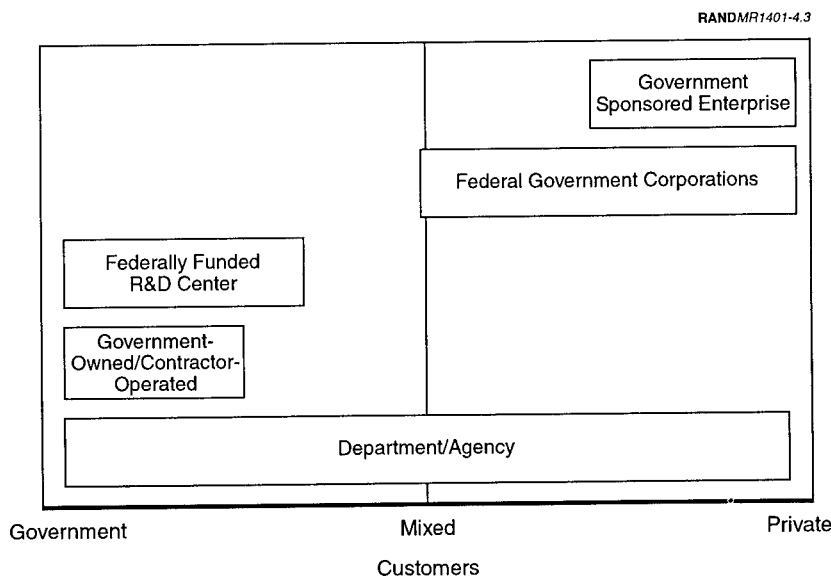 RANDMR1401-4.3
Government
Sponsored Enterprise
Federal Government Corporations
Federally Funded
R&D Center
Government-
Owned/Contractor-
Operated
Department/Agency
Government
Mixed
Private
Customers